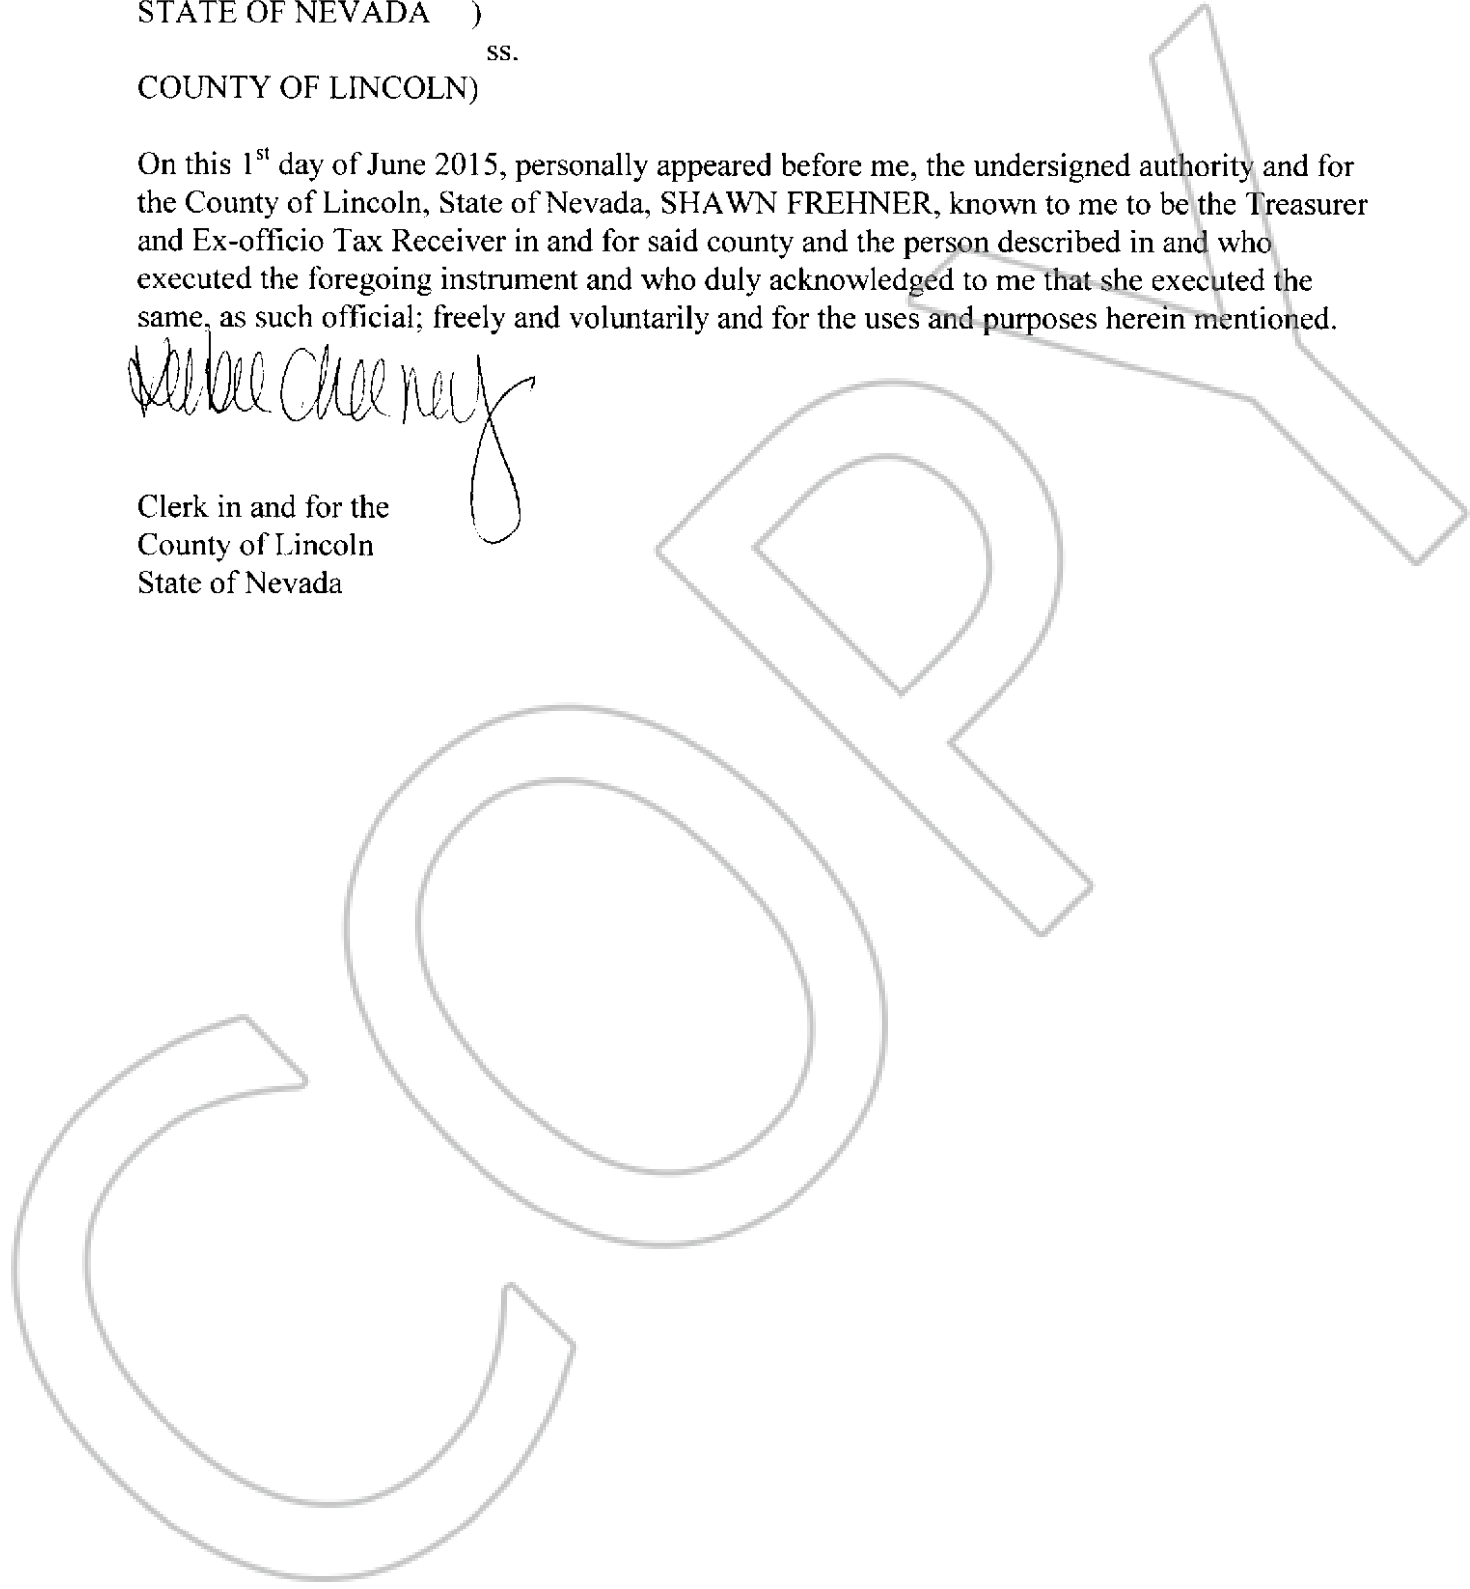 STATE OF NEVADA )
ss.
COUNTY OF LINCOLN)
On this 1st day of June 2015, personally appeared before me, the undersigned authority and for
the County of Lincoln, State of Nevada, SHAWN FREHNER, known to me to be the Treasurer
and Ex-officio Tax Receiver in and for said county and the person described in and who
executed the foregoing instrument and who duly acknowledged to me that she executed the
same, as such official; freely and voluntarily and for the uses and purposes herein mentioned.
Cheeney
Clerk in and for the
County of Lincoln
State of Nevada
COPY